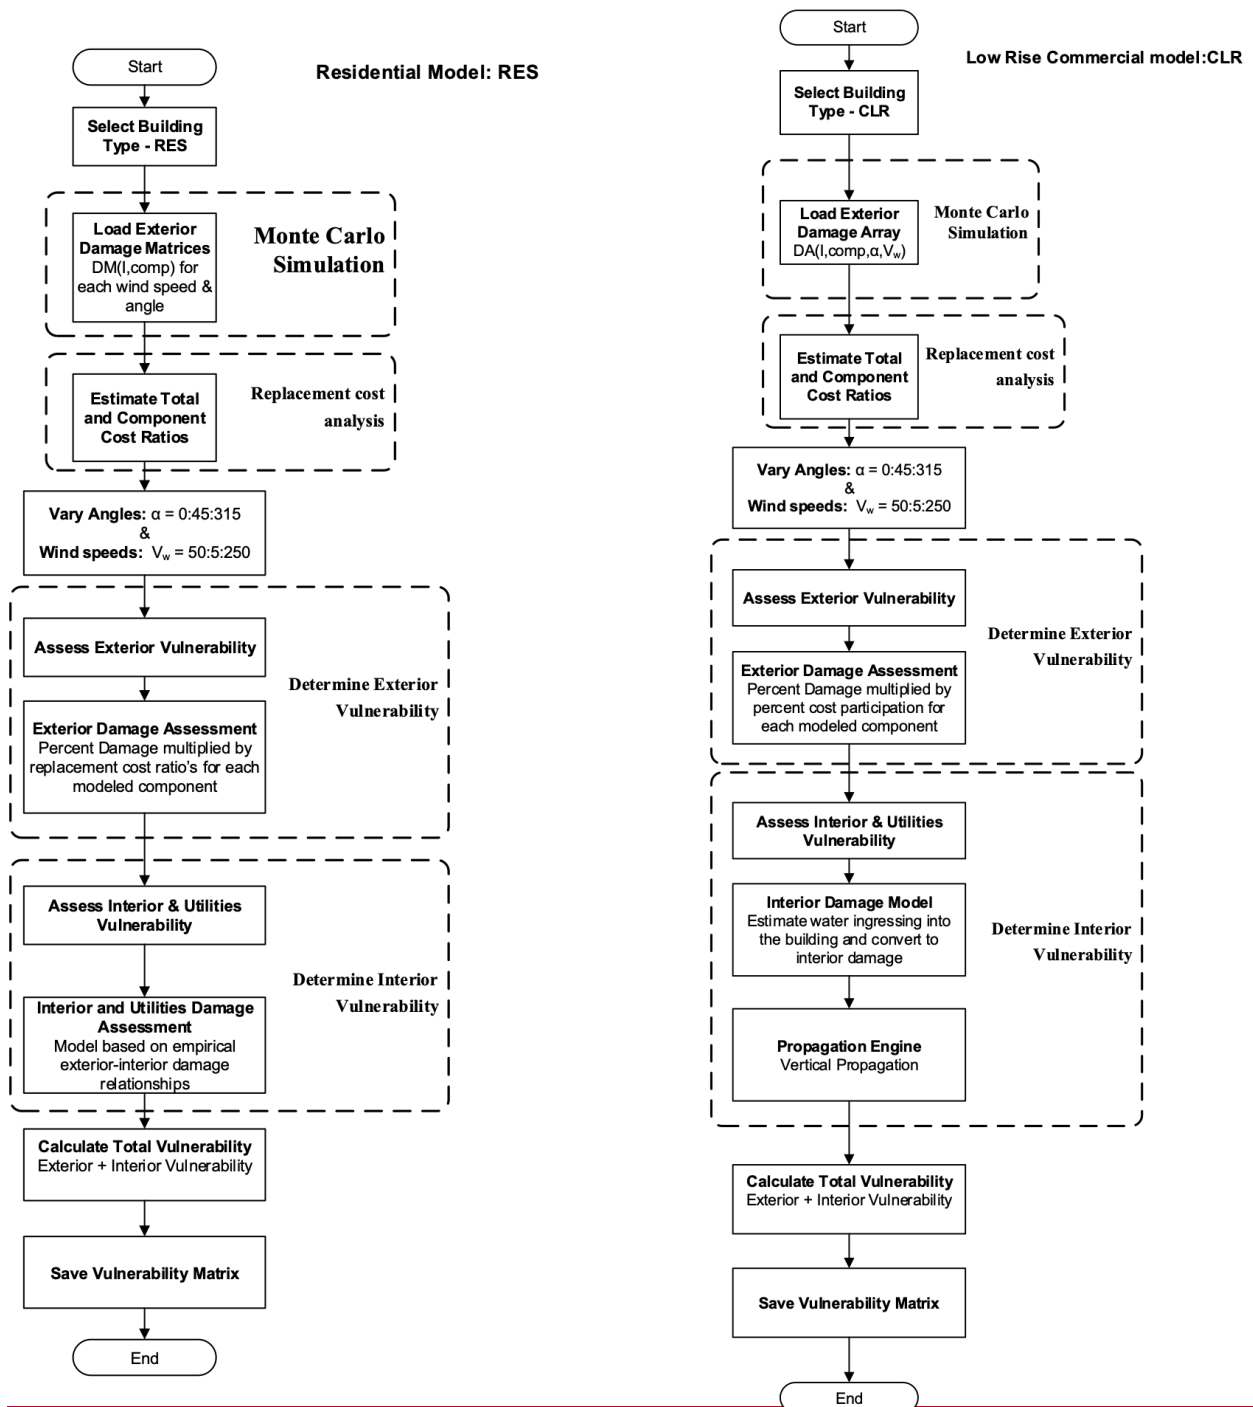 Start
Residential Model: RES
Select Building
Type - RES
Load Exterior
Damage Matrices
DM(I,comp) for
each wind speed &
angle
Monte Carlo
Simulation
Estimate Total
and Component
Cost Ratios
Replacement cost
analysis
Vary Angles: α = 0:45:315
&
Wind speeds: Vw = 50:5:250
Assess Exterior Vulnerability
Exterior Damage Assessment
Percent Damage multiplied by
replacement cost ratio's for each
modeled component
Determine Exterior
Vulnerability
Assess Interior & Utilities
Vulnerability
Interior and Utilities Damage
Assessment
Model based on empirical
exterior-interior damage
relationships
Determine Interior
Vulnerability
Calculate Total Vulnerability
Exterior + Interior Vulnerability
Save Vulnerability Matrix
End
Start
Low Rise Commercial model:CLR
Select Building
Type - CLR
Load Exterior
Damage Array
DA(I,comp,α,Vw)
Monte Carlo
Simulation
Estimate Total
and Component
Cost Ratios
Replacement cost
analysis
Vary Angles: α = 0:45:315
&
Wind speeds: Vw = 50:5:250
Assess Exterior Vulnerability
Exterior Damage Assessment
Percent Damage multiplied by
percent cost participation for
each modeled component
Determine Exterior
Vulnerability
Assess Interior & Utilities
Vulnerability
Interior Damage Model
Estimate water ingressing into
the building and convert to
interior damage
Propagation Engine
Vertical Propagation
Determine Interior
Vulnerability
Calculate Total Vulnerability
Exterior + Interior Vulnerability
Save Vulnerability Matrix
End